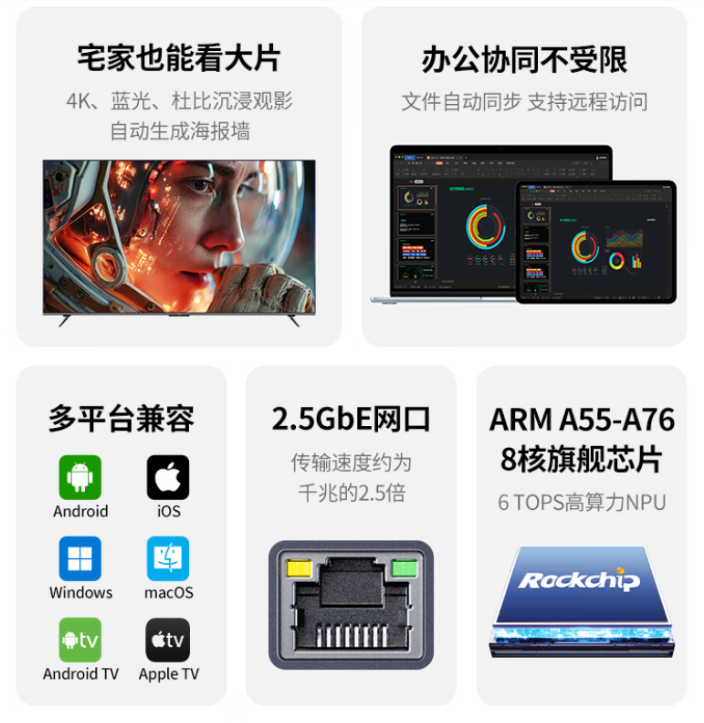 宅家也能看大片
4K、蓝光、杜比沉浸观影
自动生成海报墙
办公协同不受限
文件自动同步 支持远程访问
多平台兼容
Android
iOS
Windows
macOS
tv
tv
Android TV
Apple TV
2.5GbE网口
传输速度约为
千兆的2.5倍
ARM A55-A76
8核旗舰芯片
6 TOPS高算力NPU
Rockchip